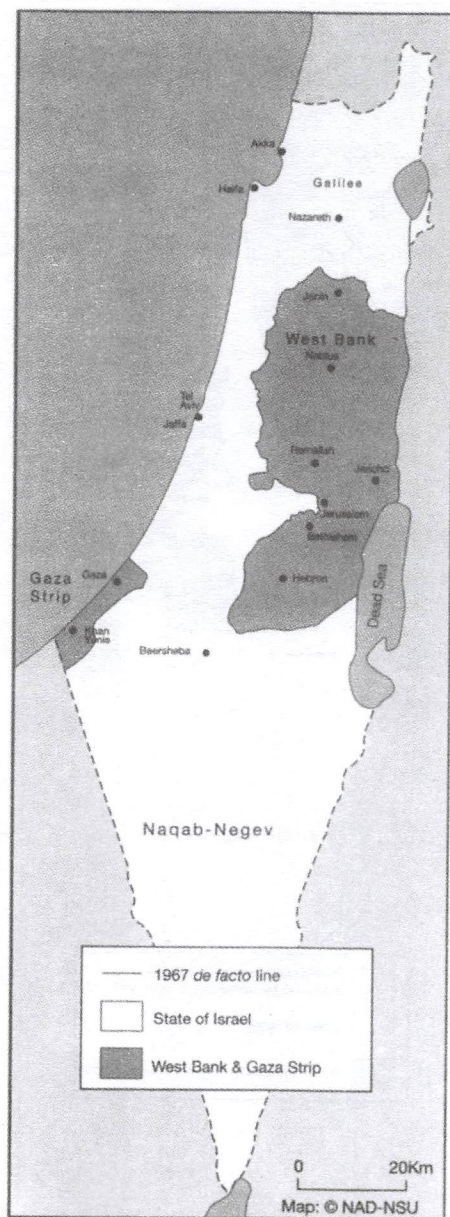 Akka
Haifa
Galilee
Nazareth
Jenin
West Bank
Nablus
Tel
Aviv
Jaffa
Ramallah
Jericho
Jerusalem
Bethlehem
Gaza
Strip
Gaza
Hebron
Dead Sea
Khan
Yunis
Beersheba
Naqab-Negev
1967 de facto line
State of Israel
West Bank & Gaza Strip
0 20Km
Map: © NAD-NSU